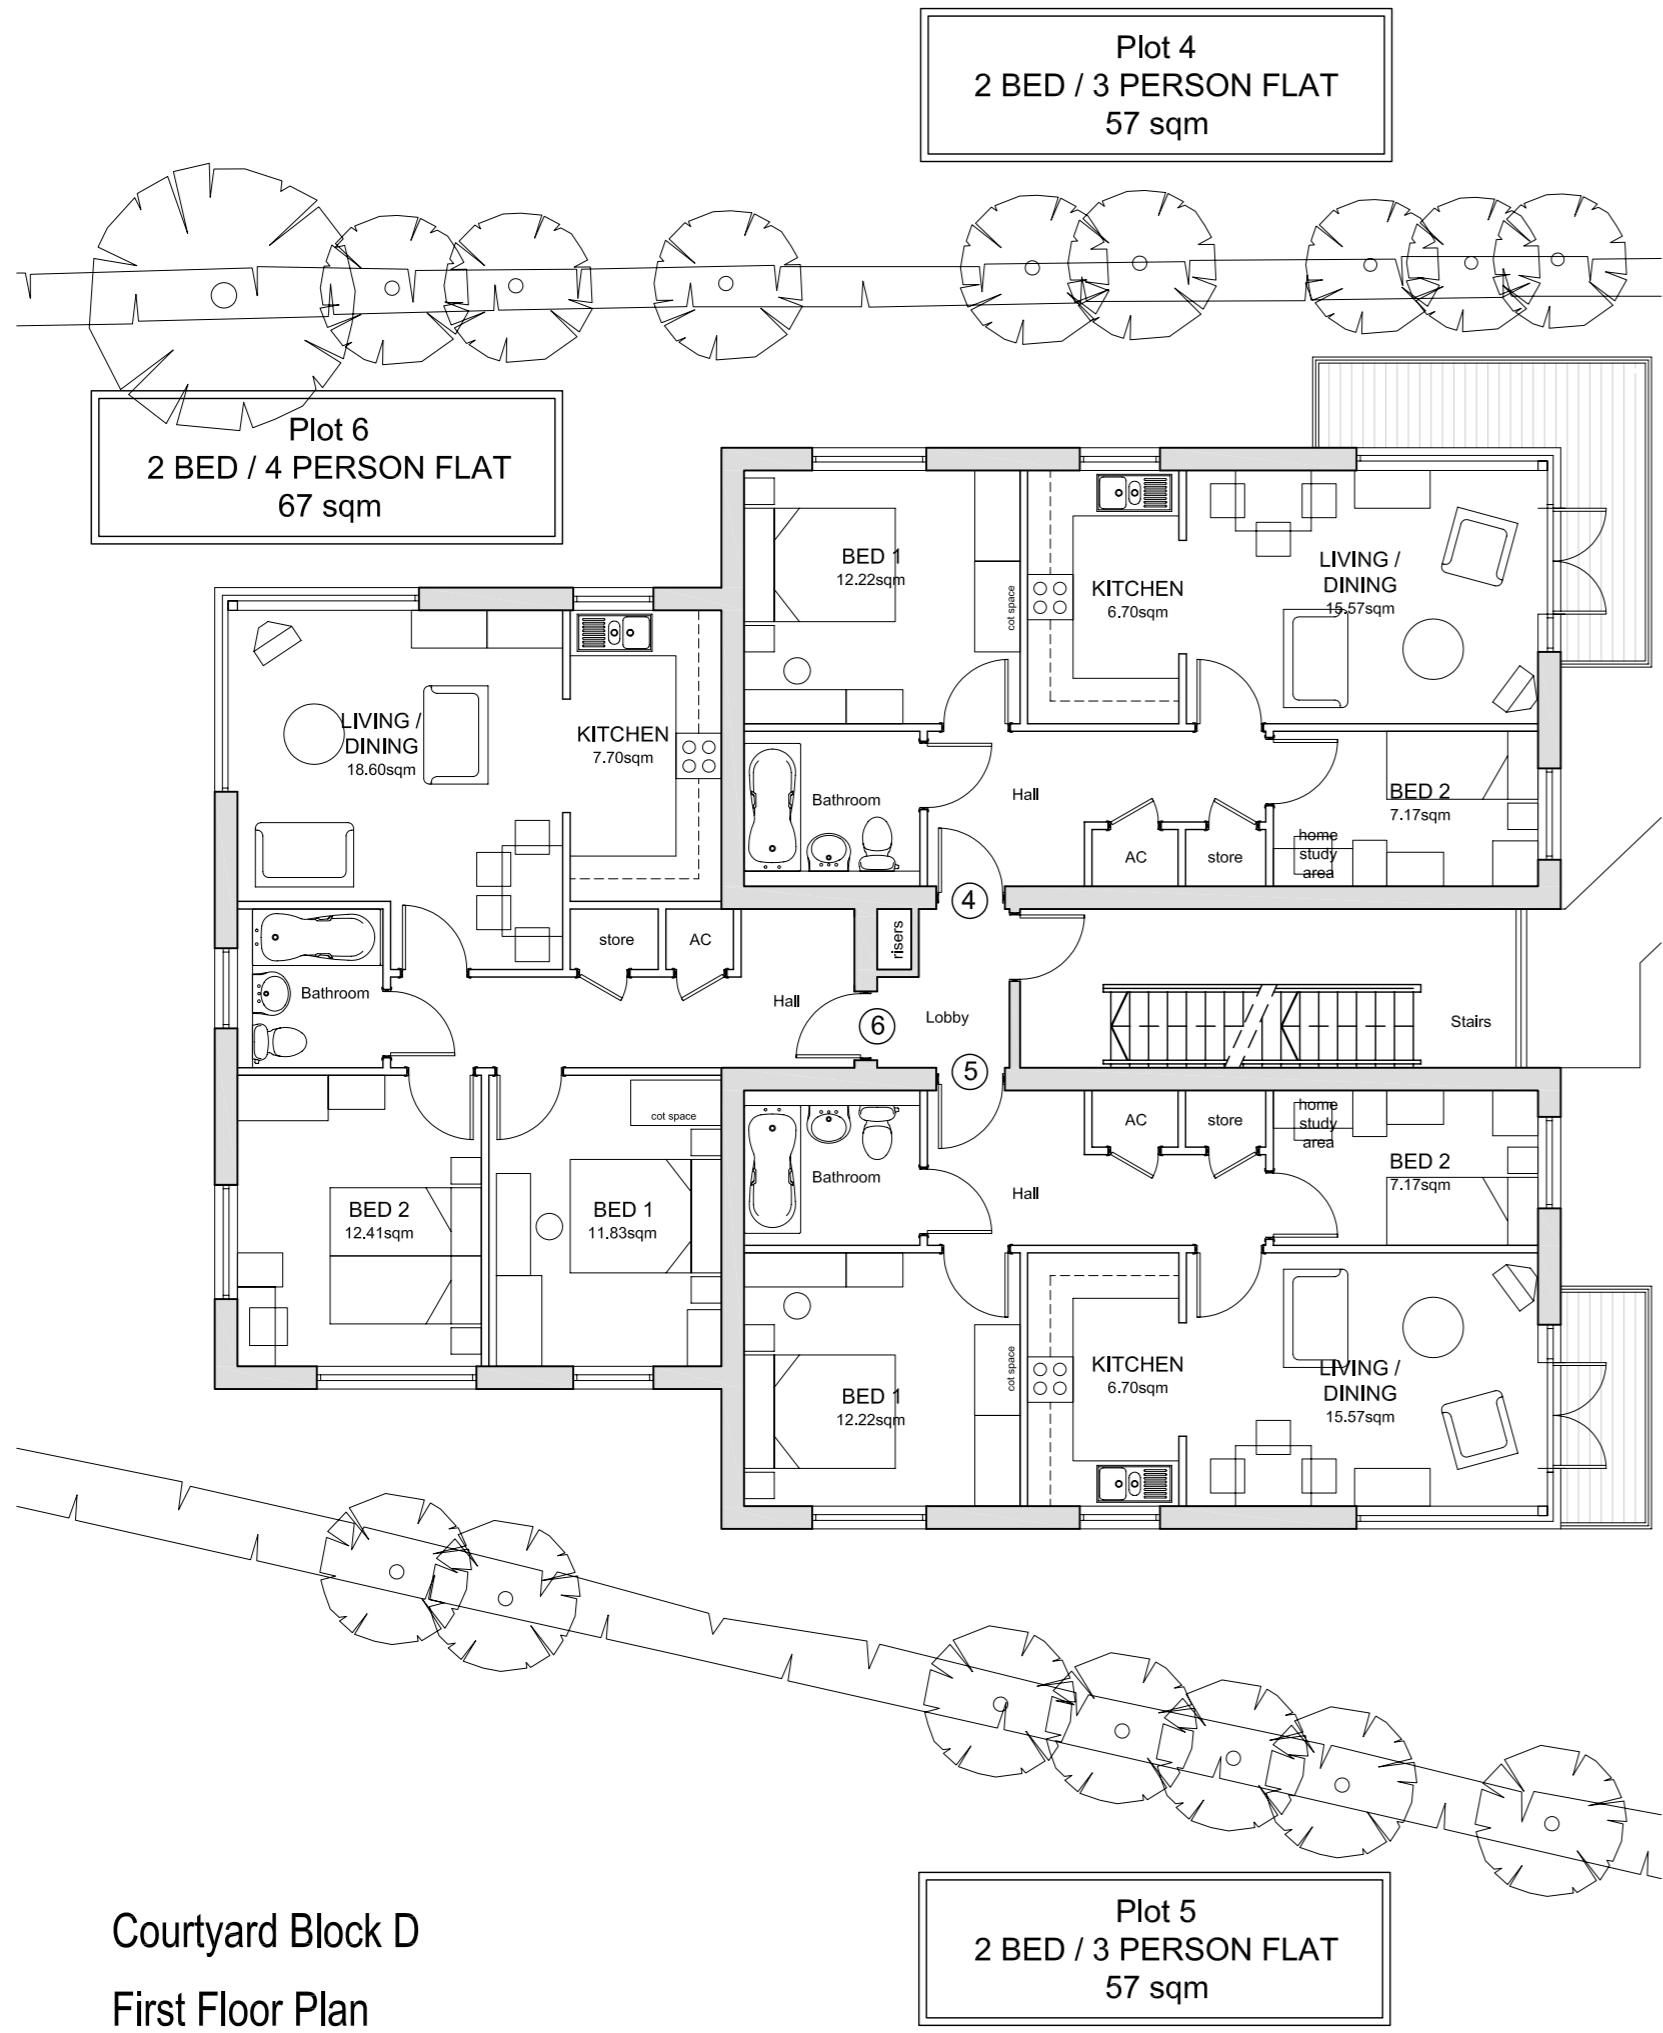 Plot 4
2 BED / 3 PERSON FLAT
57 sqm
Plot 6
2 BED / 4 PERSON FLAT
67 sqm
BED 1
12.22sqm
cot space
KITCHEN
6.70sqm
LIVING /
DINING
15.57sqm
LIVING /
DINING
18.60sqm
KITCHEN
7.70sqm
Bathroom
Hall
BED 2
7.17sqm
AC
store
home
study
area
4
risers
store
AC
Bathroom
Hall
6
Lobby
Stairs
5
cot space
AC
store
home
study
area
Bathroom
Hall
BED 2
7.17sqm
BED 2
12.41sqm
BED 1
11.83sqm
BED 1
12.22sqm
cot space
KITCHEN
6.70sqm
LIVING /
DINING
15.57sqm
Plot 5
2 BED / 3 PERSON FLAT
57 sqm
Courtyard Block D
First Floor Plan